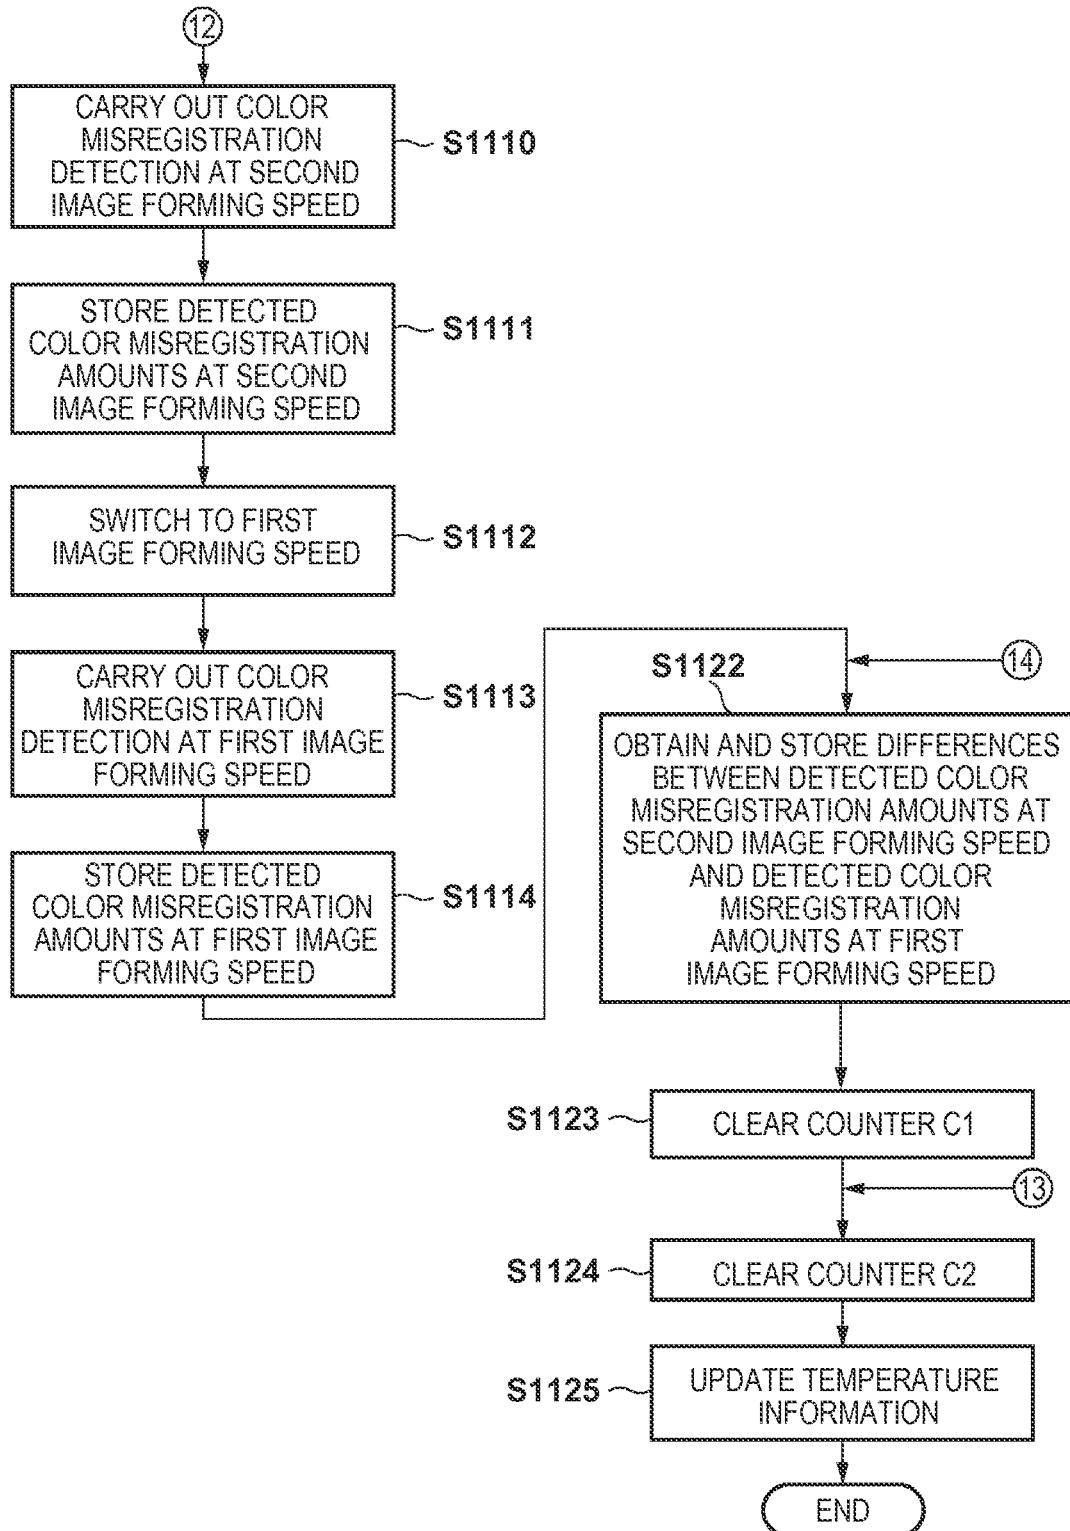 12
CARRY OUT COLOR
MISREGISTRATION
DETECTION AT SECOND
IMAGE FORMING SPEED
S1110
STORE DETECTED
COLOR MISREGISTRATION
AMOUNTS AT SECOND
IMAGE FORMING SPEED
S1111
SWITCH TO FIRST
IMAGE FORMING SPEED
S1112
CARRY OUT COLOR
MISREGISTRATION
DETECTION AT FIRST IMAGE
FORMING SPEED
S1113
STORE DETECTED
COLOR MISREGISTRATION
AMOUNTS AT FIRST IMAGE
FORMING SPEED
S1114
14
S1122
OBTAIN AND STORE DIFFERENCES
BETWEEN DETECTED COLOR
MISREGISTRATION AMOUNTS AT
SECOND IMAGE FORMING SPEED
AND DETECTED COLOR
MISREGISTRATION
AMOUNTS AT FIRST
IMAGE FORMING SPEED
S1123
CLEAR COUNTER C1
13
S1124
CLEAR COUNTER C2
S1125
UPDATE TEMPERATURE
INFORMATION
END